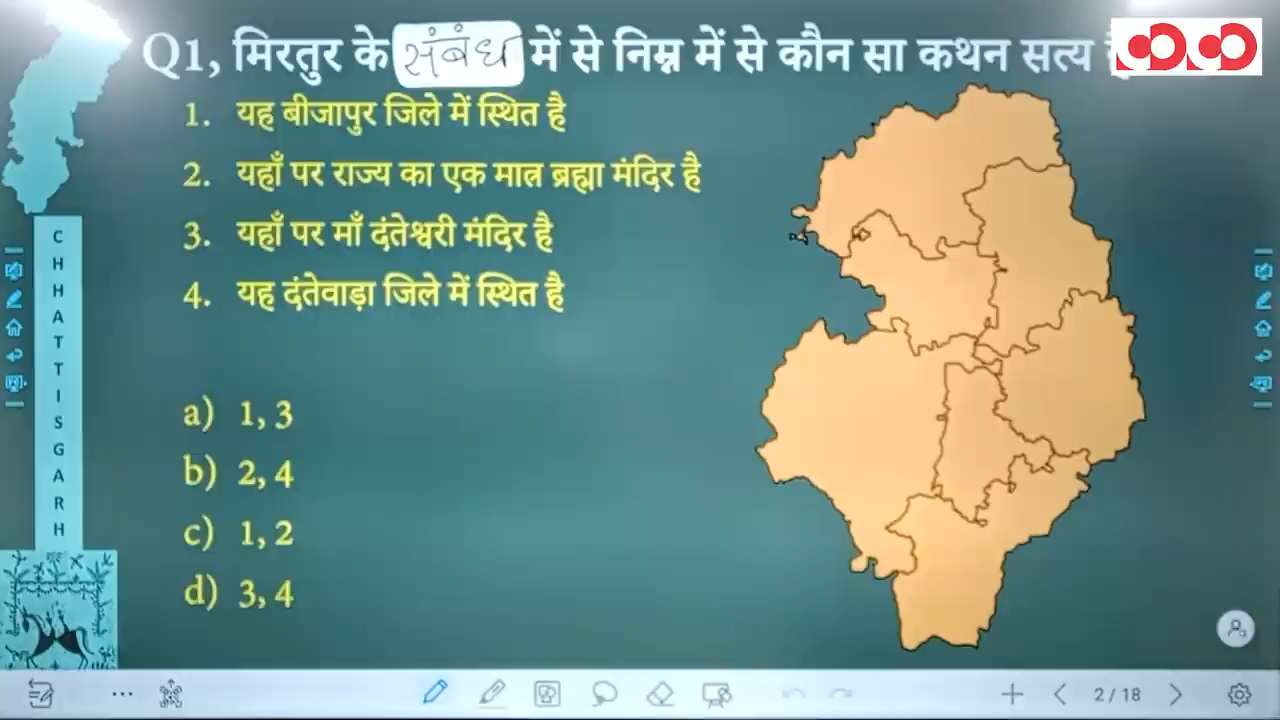 Q1, मिरतुर के संबंध में से निम्न में से कौन सा कथन सत्य
1. यह बीजापुर जिले में स्थित है
2. यहाँ पर राज्य का एक मात्र ब्रह्मा मंदिर है
3. यहाँ पर माँ दंतेश्वरी मंदिर है
4. यह दंतेवाड़ा जिले में स्थित है
a) 1, 3
b) 2, 4
c) 1, 2
d) 3, 4
CHHATTISGARH
2 / 18